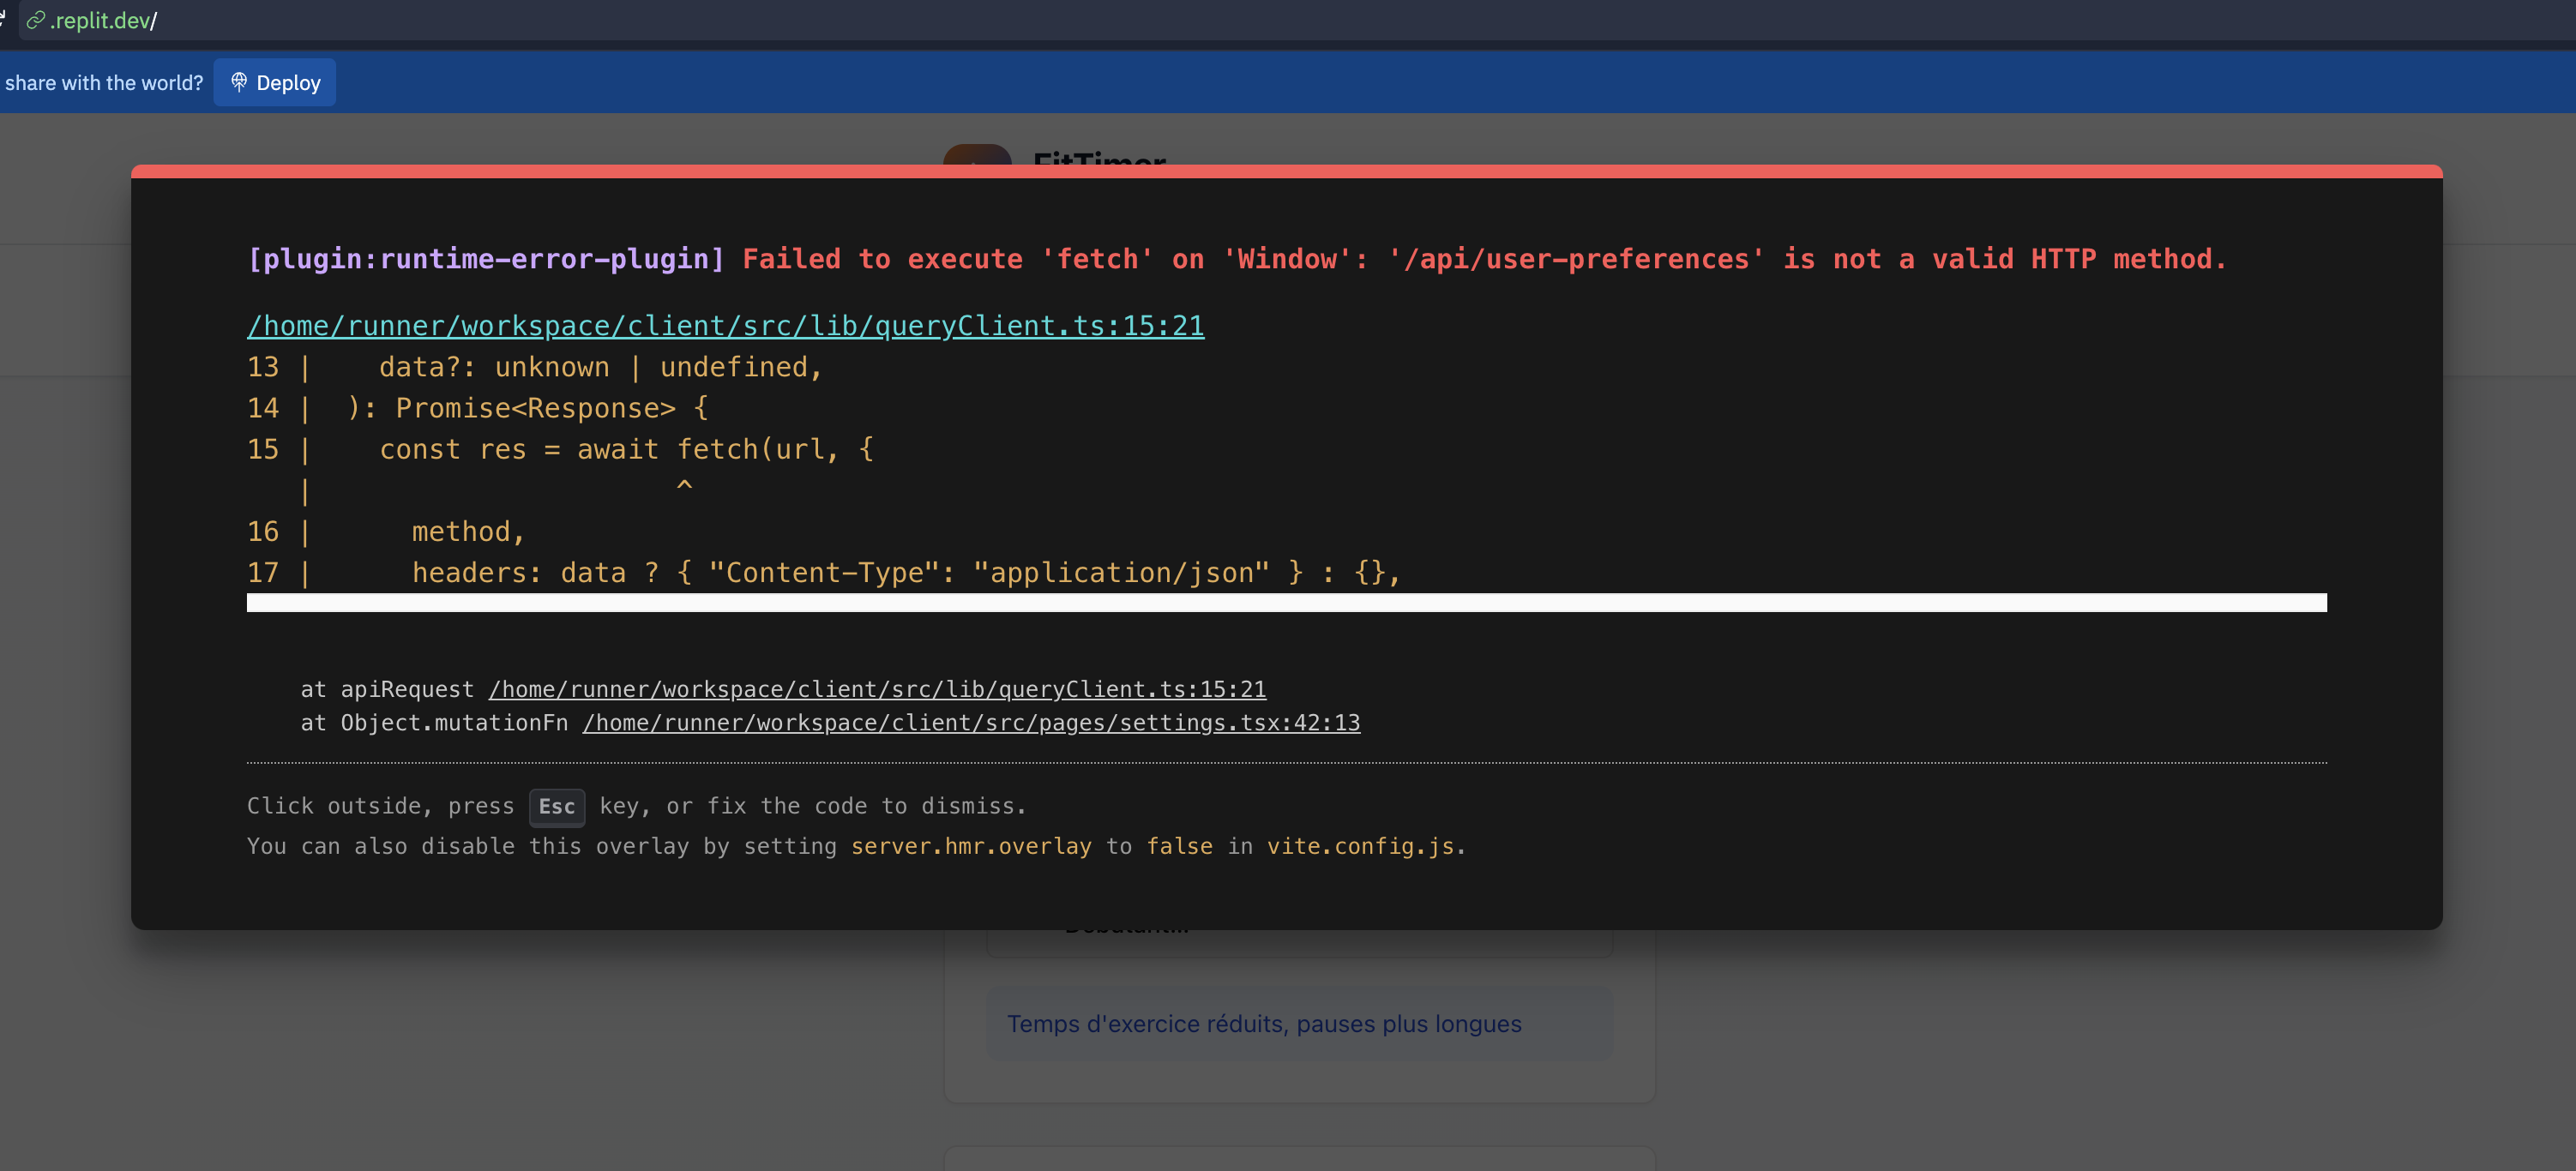 .replit.dev/
share with the world? Deploy
FitTimer
[plugin:runtime-error-plugin] Failed to execute 'fetch' on 'Window': '/api/user-preferences' is not a valid HTTP method.
/home/runner/workspace/client/src/lib/queryClient.ts:15:21
13 |    data?: unknown | undefined,
14 |  ): Promise<Response> {
15 |    const res = await fetch(url, {
   |                      ^
16 |      method,
17 |      headers: data ? { "Content-Type": "application/json" } : {},
at apiRequest /home/runner/workspace/client/src/lib/queryClient.ts:15:21
at Object.mutationFn /home/runner/workspace/client/src/pages/settings.tsx:42:13
Click outside, press Esc key, or fix the code to dismiss.
You can also disable this overlay by setting server.hmr.overlay to false in vite.config.js.
Temps d'exercice réduits, pauses plus longues